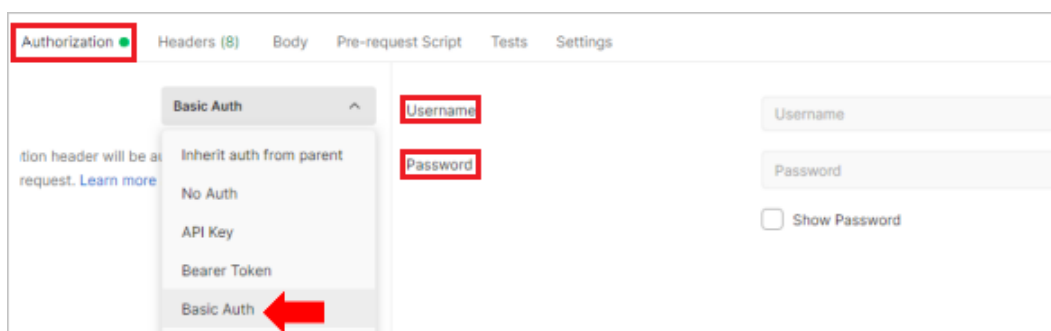 Authorization Headers (8) Body Pre-request Script Tests Settings
Basic Auth
Username
Username
tion header will be au
Inherit auth from parent
Password
Password
request. Learn more
No Auth
Show Password
API Key
Bearer Token
Basic Auth